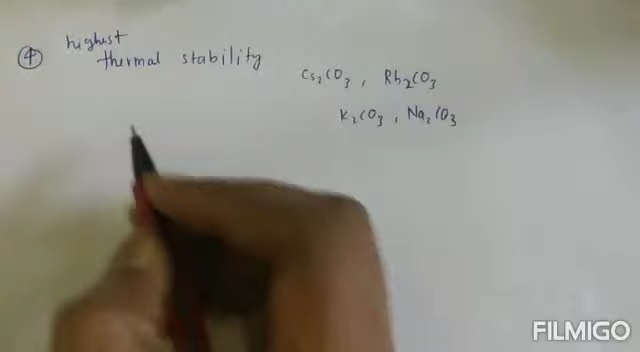 ④ highest
thermal stability
Cs₂CO₃ , Rb₂CO₃
K₂CO₃ , Na₂CO₃
FILMIGO